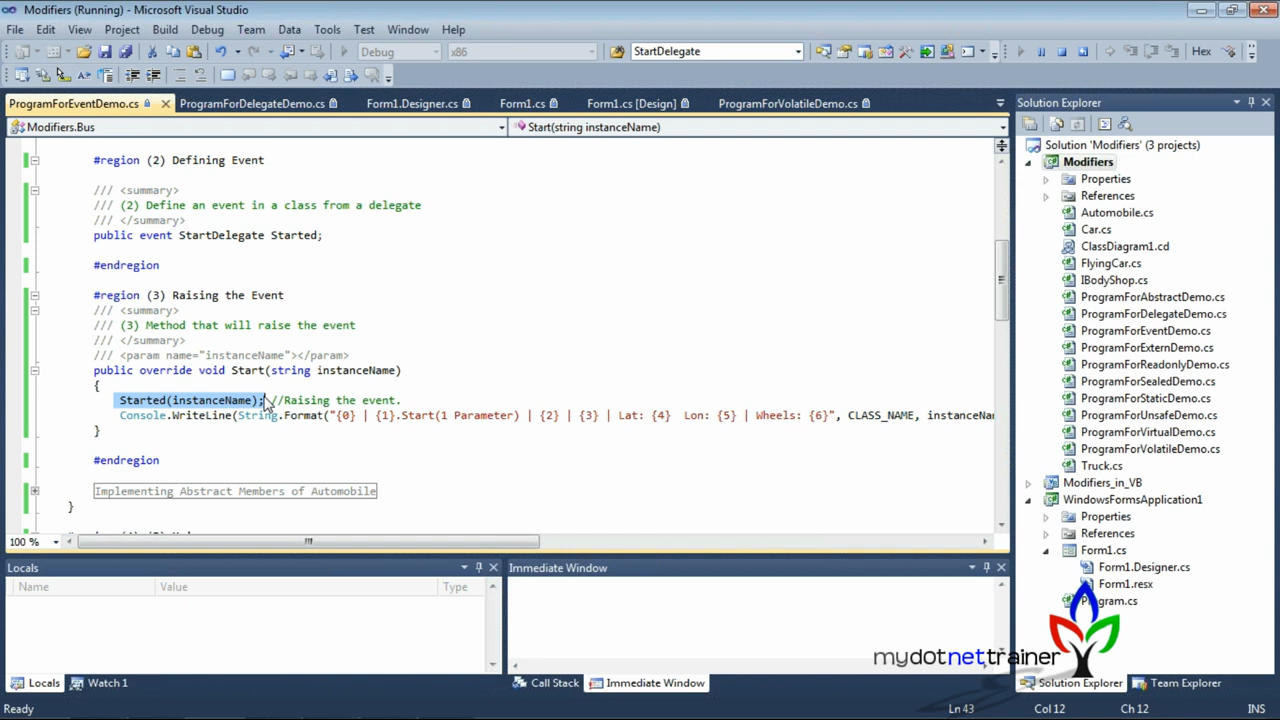 Modifiers (Running) - Microsoft Visual Studio
File Edit View Project Build Debug Team Data Tools Test Window Help
Debug x86 StartDelegate Hex
ProgramForEventDemo.cs ProgramForDelegateDemo.cs Form1.Designer.cs Form1.cs Form1.cs [Design] ProgramForVolatileDemo.cs
Modifiers.Bus Start(string instanceName)
#region (2) Defining Event
/// <summary>
/// (2) Define an event in a class from a delegate
/// </summary>
public event StartDelegate Started;
#endregion
#region (3) Raising the Event
/// <summary>
/// (3) Method that will raise the event
/// </summary>
/// <param name="instanceName"></param>
public override void Start(string instanceName)
{
Started(instanceName); //Raising the event.
Console.WriteLine(String.Format("{0} | {1}.Start(1 Parameter) | {2} | {3} | Lat: {4}  Lon: {5} | Wheels: {6}", CLASS_NAME, instanceNam
}
#endregion
Implementing Abstract Members of Automobile
}
100 %
Locals
Name Value Type
Locals Watch 1
Immediate Window
Call Stack Immediate Window
Solution Explorer
Solution 'Modifiers' (3 projects)
Modifiers
Properties
References
Automobile.cs
Car.cs
ClassDiagram1.cd
FlyingCar.cs
IBodyShop.cs
ProgramForAbstractDemo.cs
ProgramForDelegateDemo.cs
ProgramForEventDemo.cs
ProgramForExternDemo.cs
ProgramForReadonlyDemo.cs
ProgramForSealedDemo.cs
ProgramForStaticDemo.cs
ProgramForUnsafeDemo.cs
ProgramForVirtualDemo.cs
ProgramForVolatileDemo.cs
Truck.cs
Modifiers_in_VB
WindowsFormsApplication1
Properties
References
Form1.cs
Form1.Designer.cs
Form1.resx
Program.cs
mydotnettrainer
Solution Explorer Team Explorer
Ready Ln 43 Col 12 Ch 12 INS